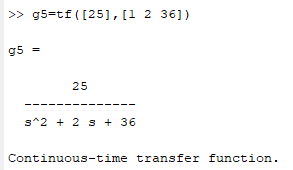 >> g5=tf([25],[1 2 36])
g5 =
25
--------------
s^2 + 2 s + 36
Continuous-time transfer function.